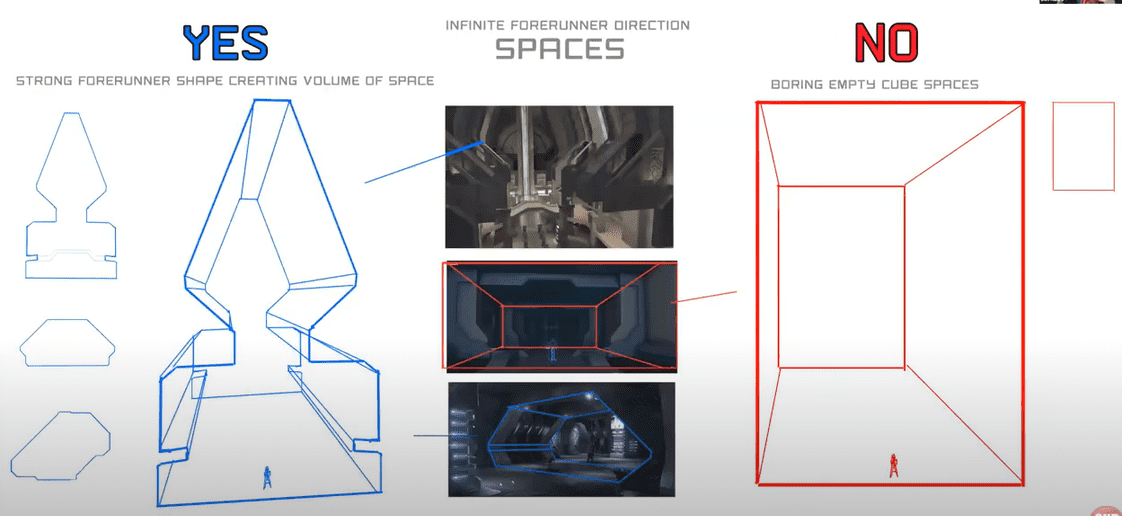 YES
STRONG FORERUNNER SHAPE CREATING VOLUME OF SPACE
INFINITE FORERUNNER DIRECTION
SPACES
NO
BORING EMPTY CUBE SPACES